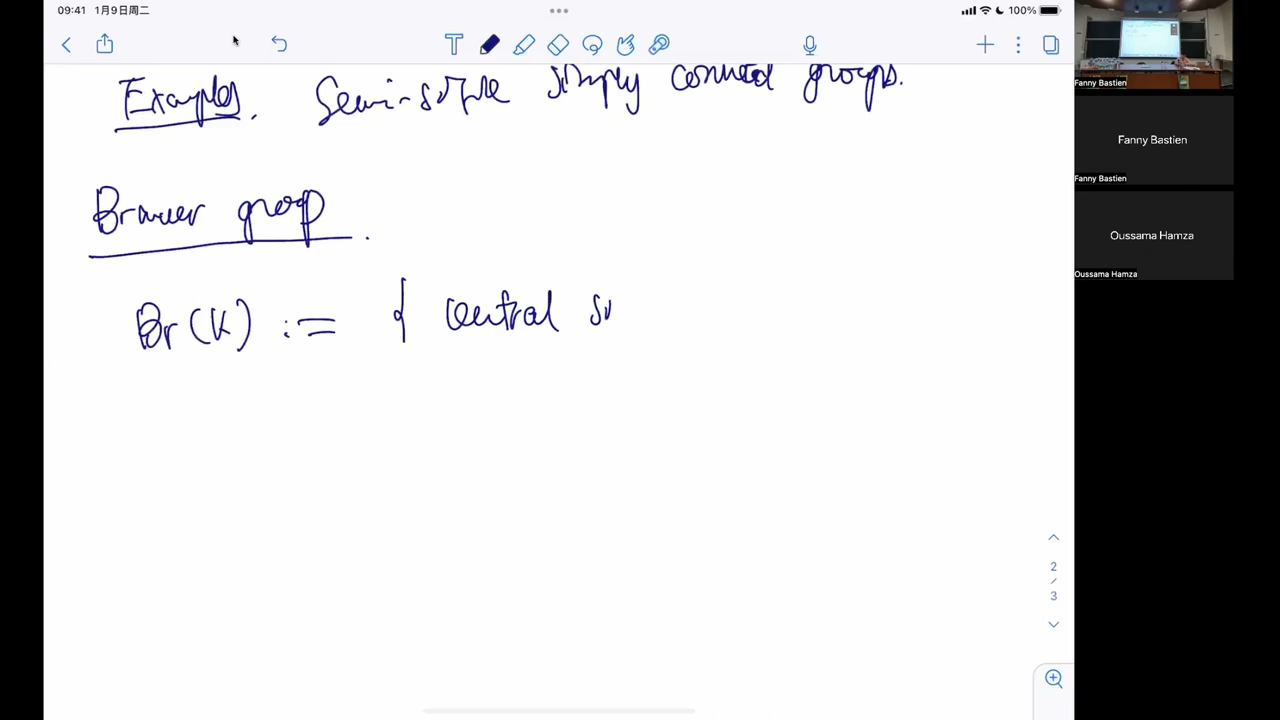 09:41 1月9日周二
100%
Examples. Semi-simple simply connected groups.
Brauer group.
Br(K) := { central si
2
/
3
Fanny Bastien
Fanny Bastien
Fanny Bastien
Oussama Hamza
Oussama Hamza